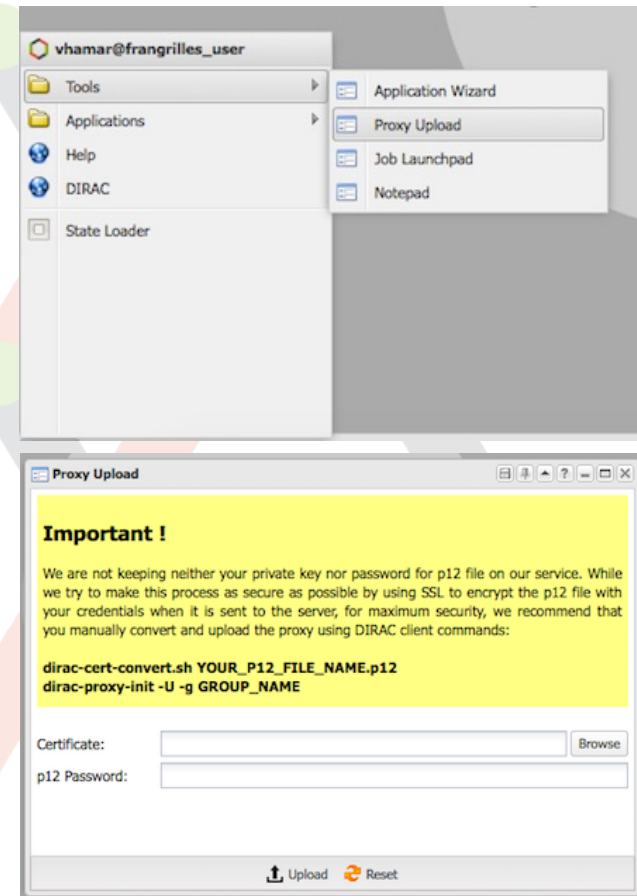 vhamar@frangrilles_user
Tools
Applications
Help
DIRAC
State Loader
Application Wizard
Proxy Upload
Job Launchpad
Notepad
Proxy Upload
Important !
We are not keeping neither your private key nor password for p12 file on our service. While
we try to make this process as secure as possible by using SSL to encrypt the p12 file with
your credentials when it is sent to the server, for maximum security, we recommend that
you manually convert and upload the proxy using DIRAC client commands:
dirac-cert-convert.sh YOUR_P12_FILE_NAME.p12
dirac-proxy-init -U -g GROUP_NAME
Certificate:
Browse
p12 Password:
Upload
Reset